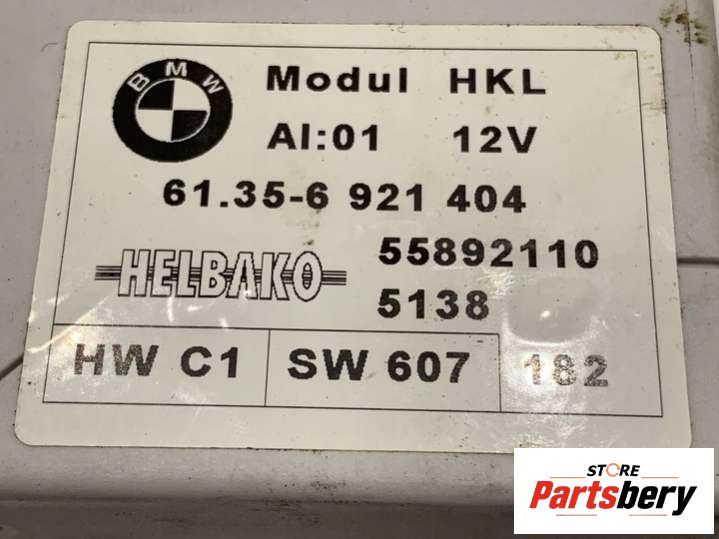 BMW
Modul HKL
AI:01 12V
61.35-6 921 404
HELBAKO
55892110
5138
HW C1 SW 607 182
STORE
Partsbery